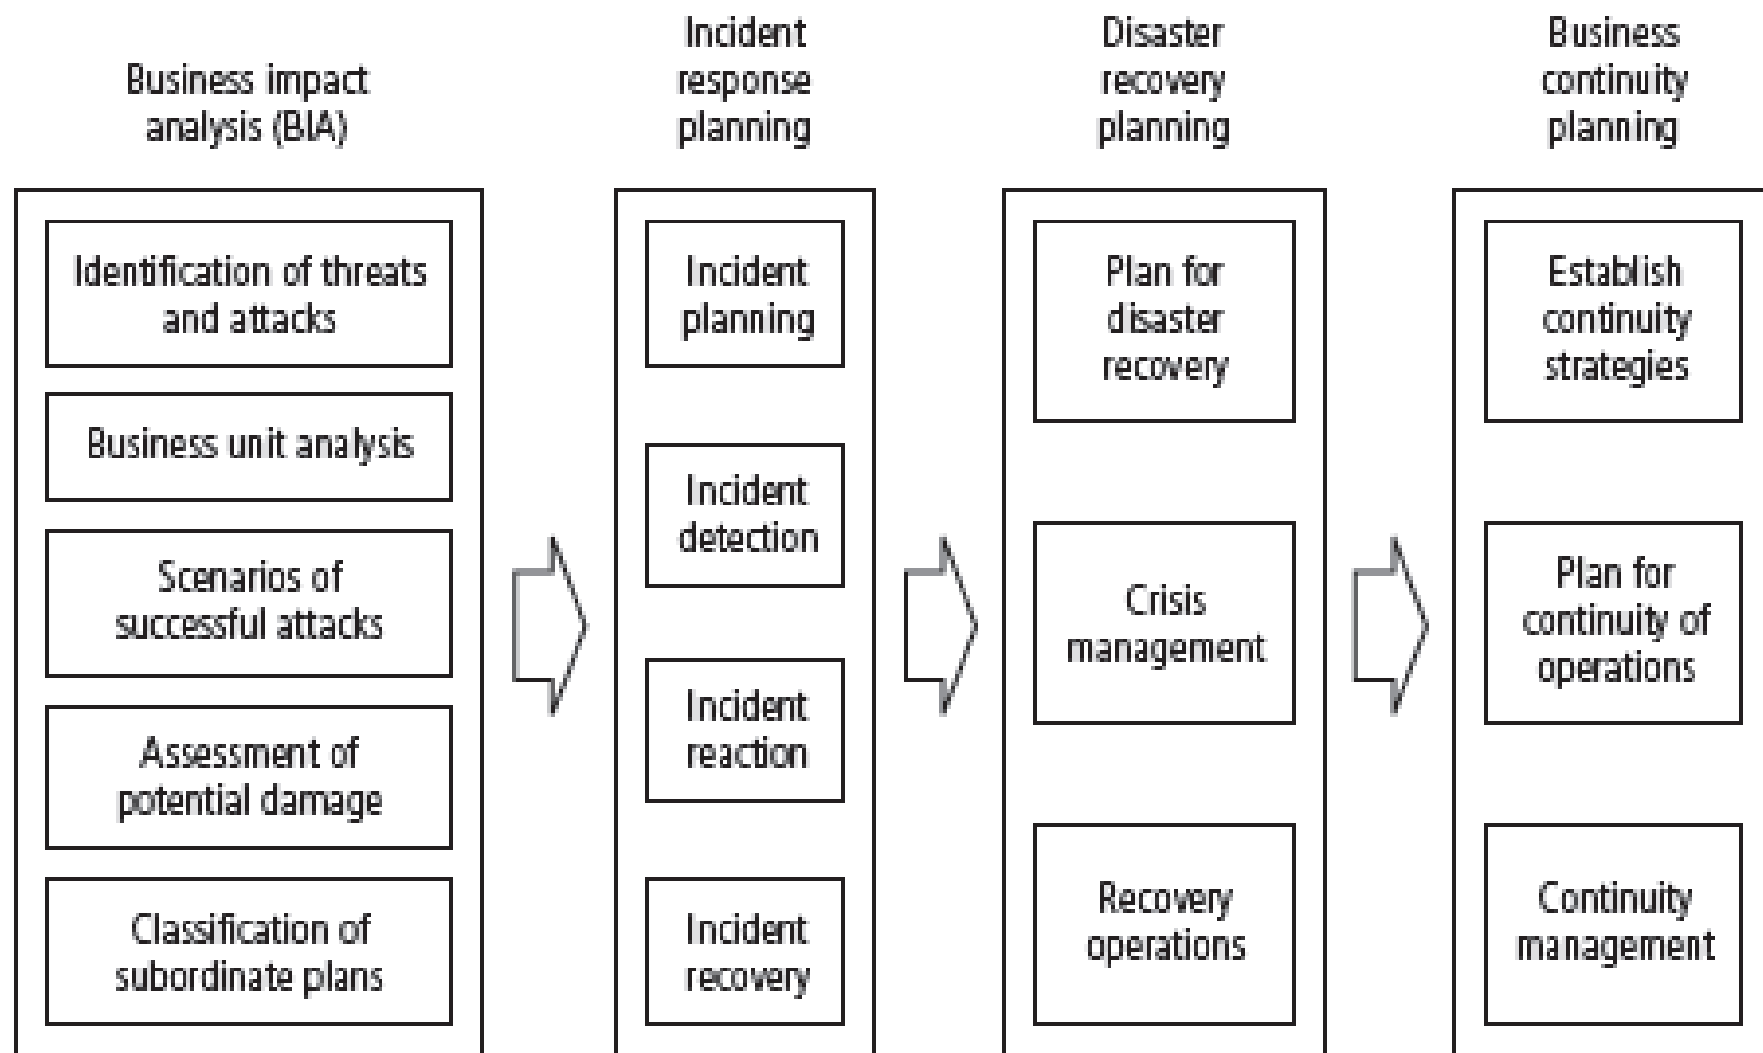 Business impact
analysis (BIA)
Incident
response
planning
Disaster
recovery
planning
Business
continuity
planning
Identification of threats
and attacks
Business unit analysis
Scenarios of
successful attacks
Assessment of
potential damage
Classification of
subordinate plans
Incident
planning
Incident
detection
Incident
reaction
Incident
recovery
Plan for
disaster
recovery
Crisis
management
Recovery
operations
Establish
continuity
strategies
Plan for
continuity of
operations
Continuity
management